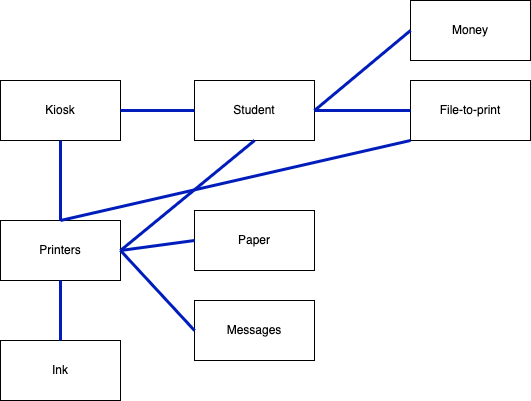 Money
Kiosk
Student
File-to-print
Printers
Paper
Messages
Ink